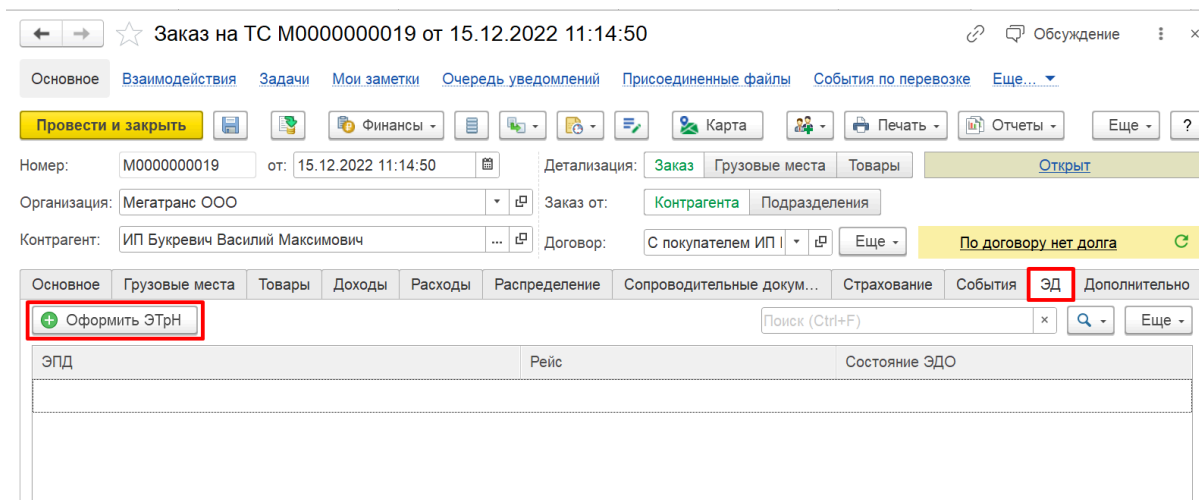 Заказ на ТС М0000000019 от 15.12.2022 11:14:50 Обсуждение
Основное Взаимодействия Задачи Мои заметки Очередь уведомлений Присоединенные файлы События по перевозке Еще...
Провести и закрыть Финансы Карта Печать Отчеты Еще ?
Номер: М0000000019 от: 15.12.2022 11:14:50 Детализация: Заказ Грузовые места Товары Открыт
Организация: Мегатранс ООО Заказ от: Контрагента Подразделения
Контрагент: ИП Букревич Василий Максимович ... Договор: С покупателем ИП Еще По договору нет долга
Основное Грузовые места Товары Доходы Расходы Распределение Сопроводительные докум... Страхование События ЭД Дополнительно
Оформить ЭТрН Поиск (Ctrl+F) × Еще
ЭПД Рейс Состояние ЭДО